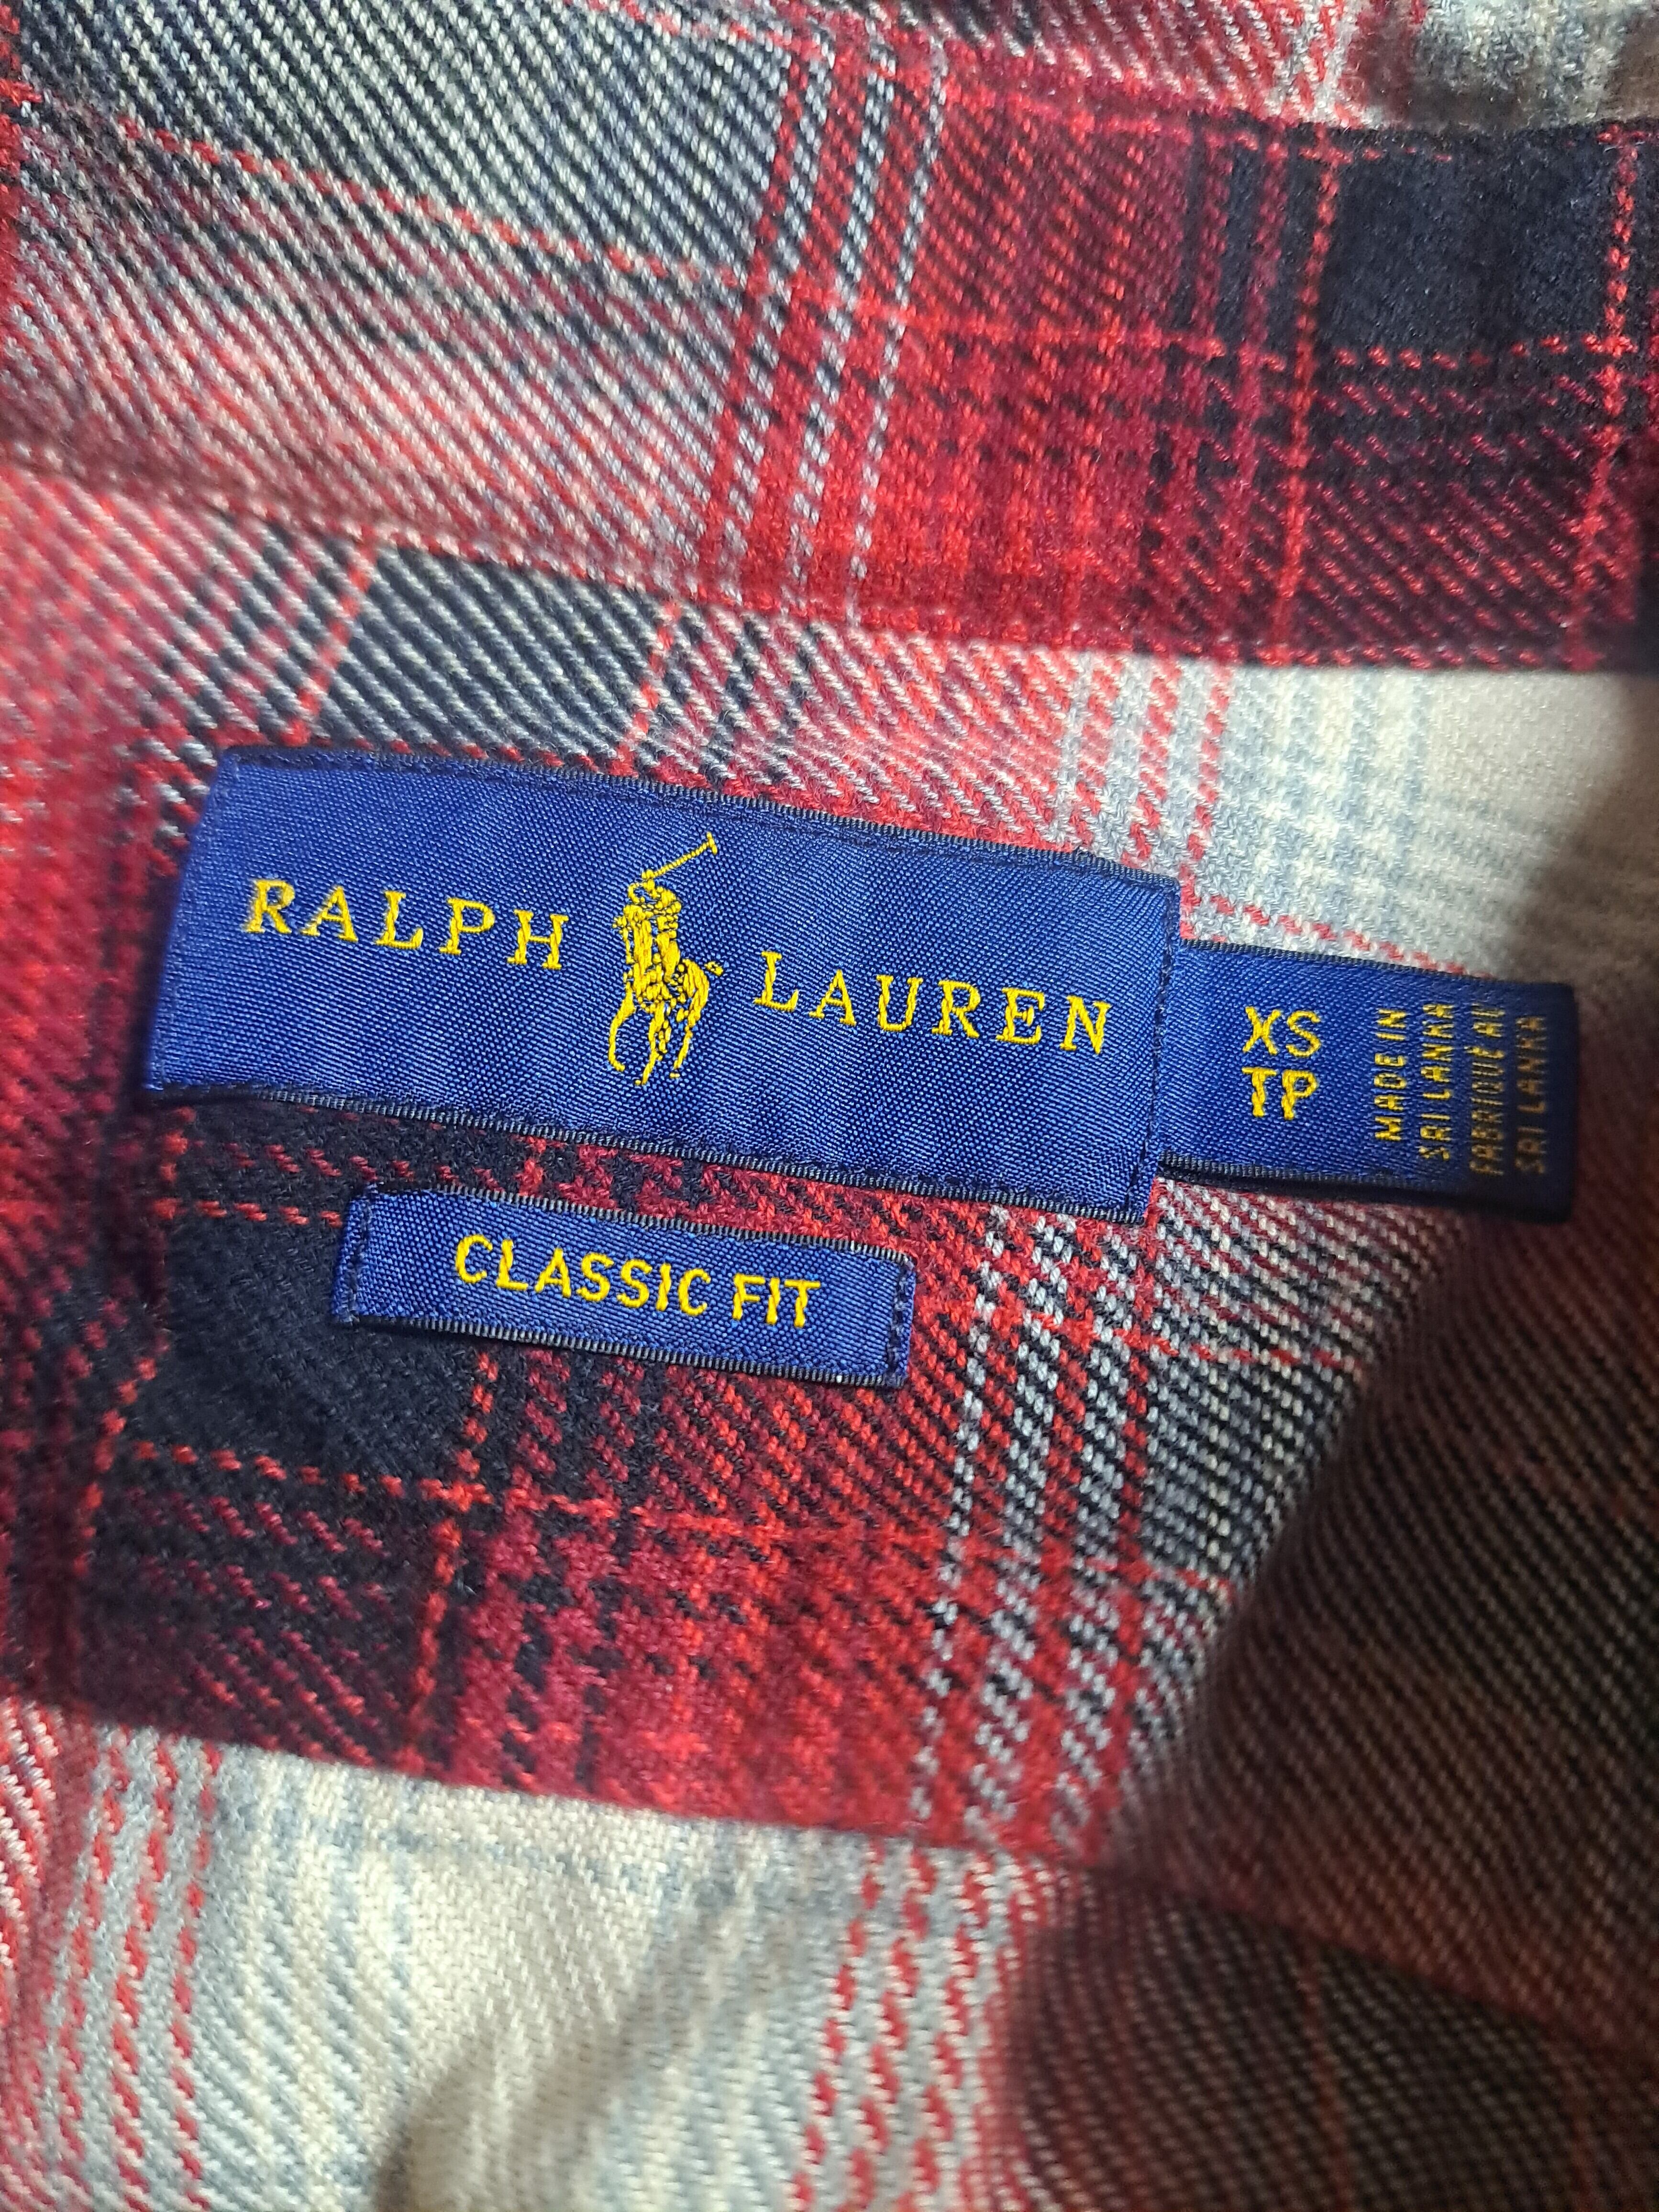 RALPH LAUREN
XS
TP
MADE IN
SRI LANKA
FABRIQUÉ AU
SRI LANKA
CLASSIC FIT